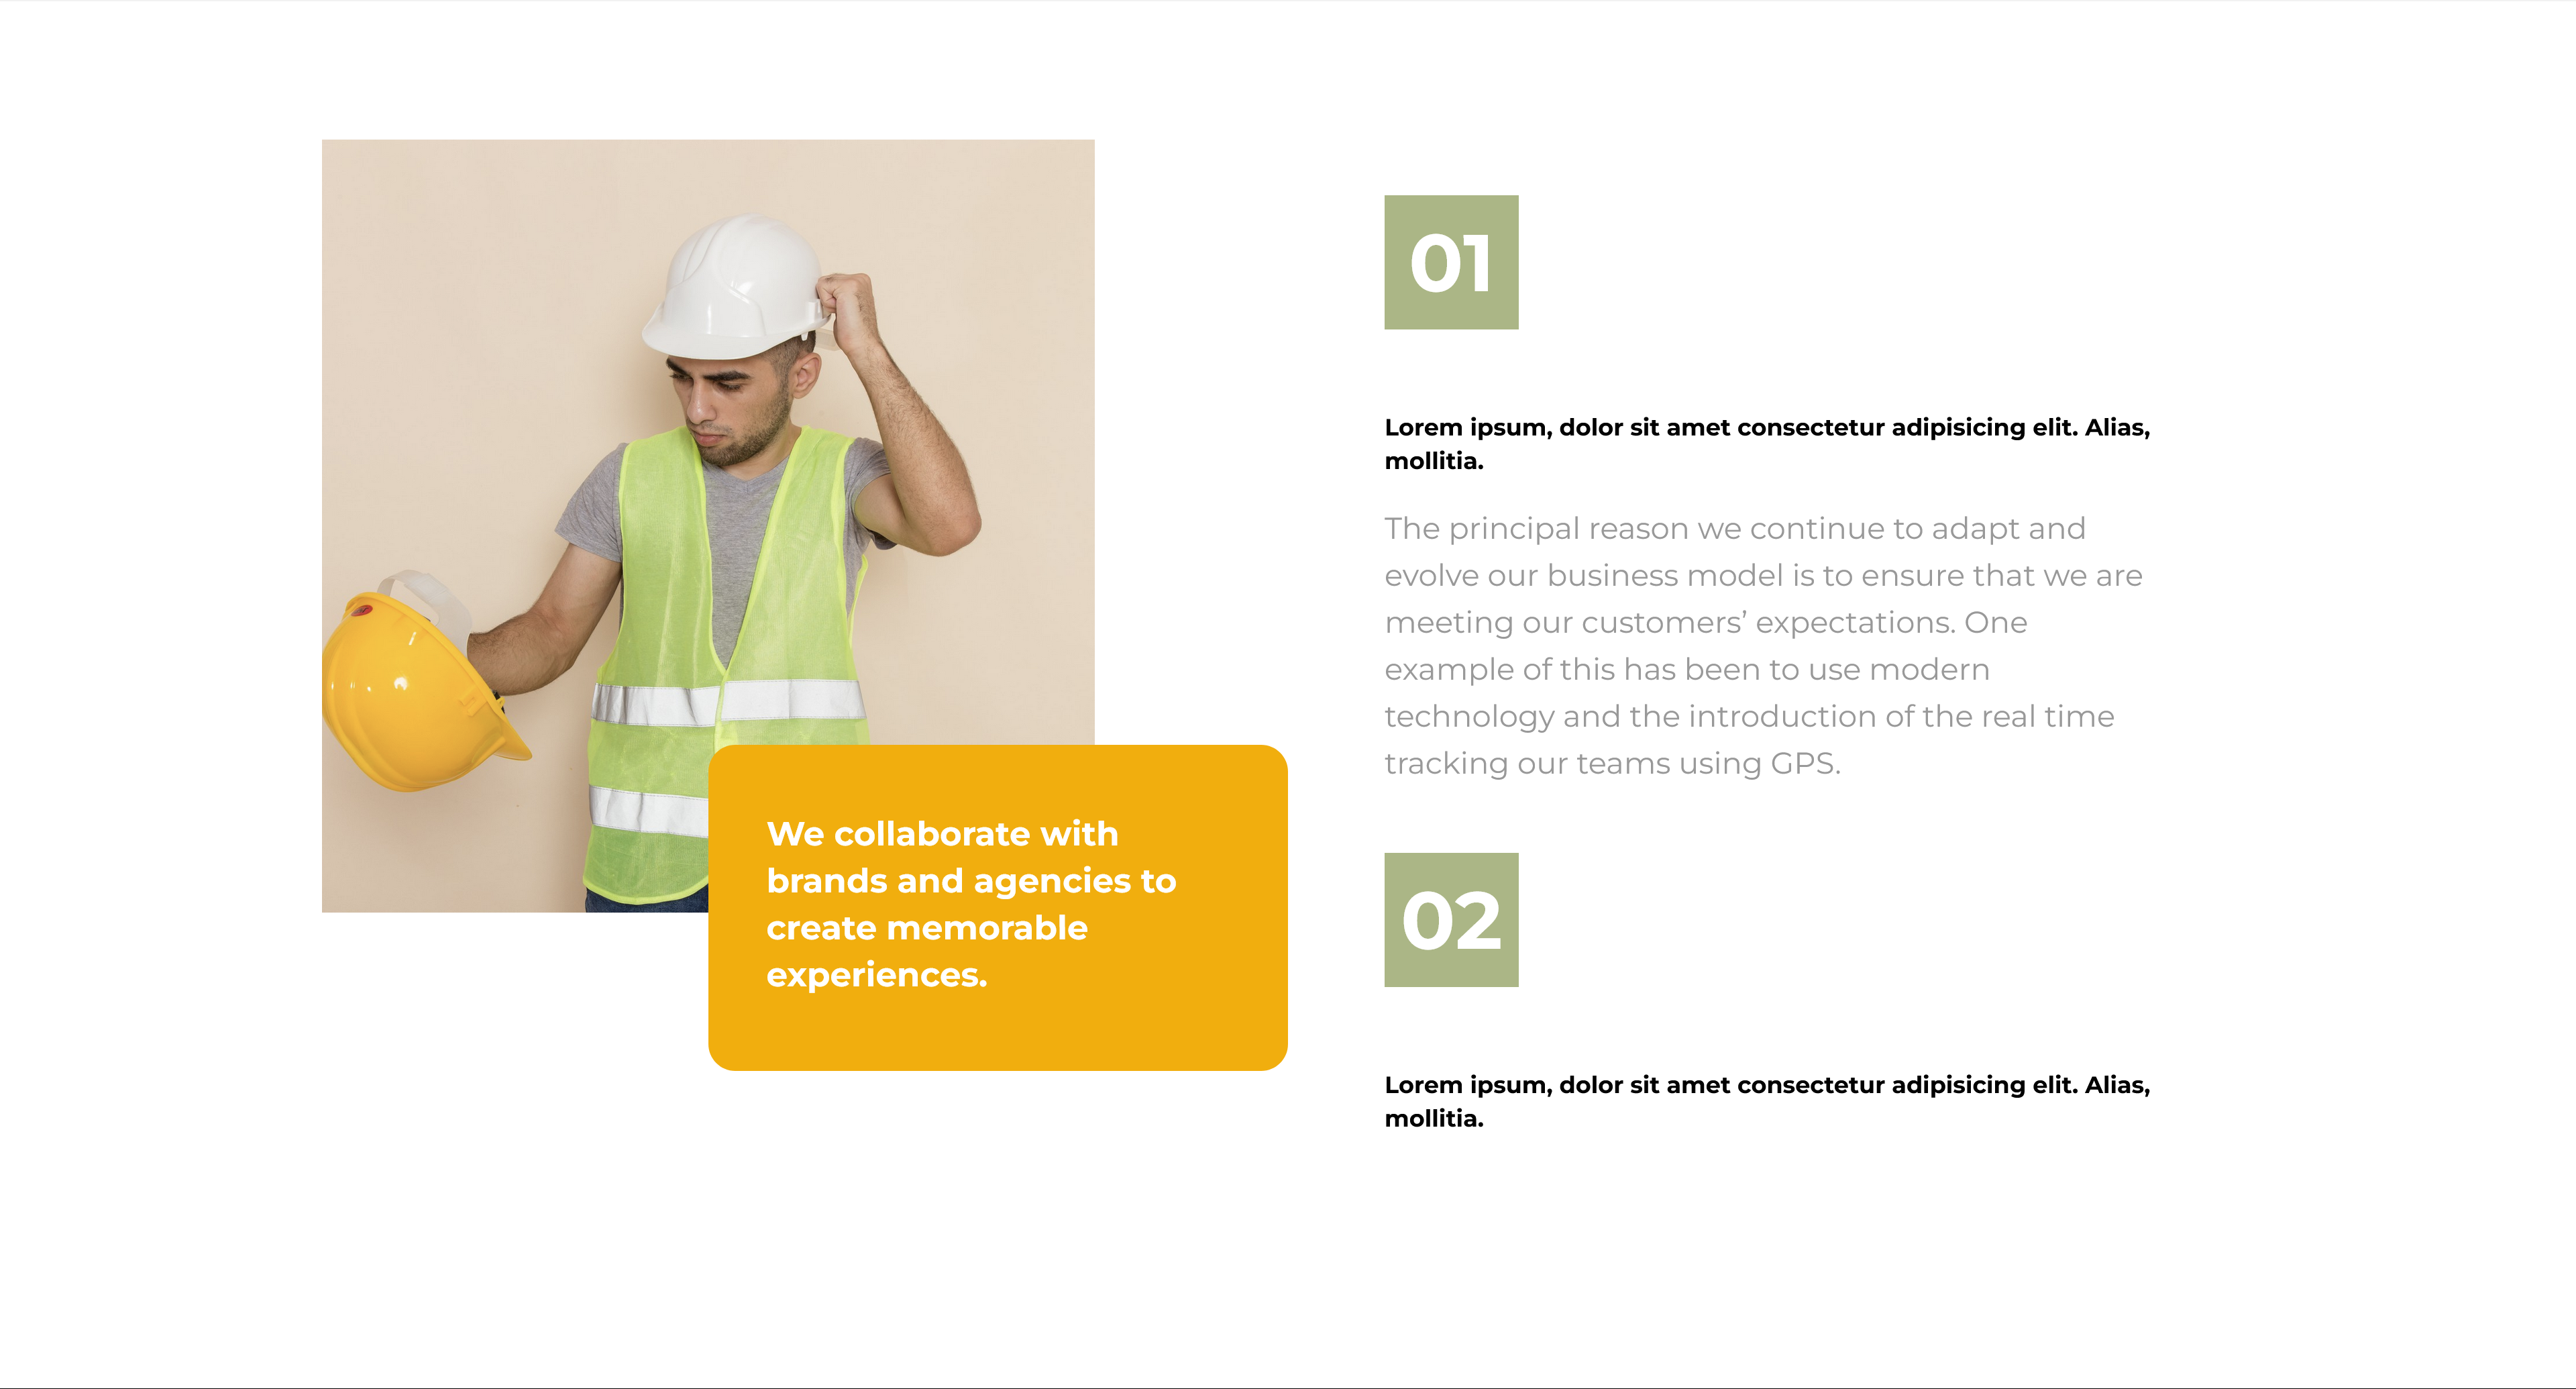 We collaborate with
brands and agencies to
create memorable
experiences.
01
Lorem ipsum, dolor sit amet consectetur adipisicing elit. Alias,
mollitia.
The principal reason we continue to adapt and
evolve our business model is to ensure that we are
meeting our customers’ expectations. One
example of this has been to use modern
technology and the introduction of the real time
tracking our teams using GPS.
02
Lorem ipsum, dolor sit amet consectetur adipisicing elit. Alias,
mollitia.